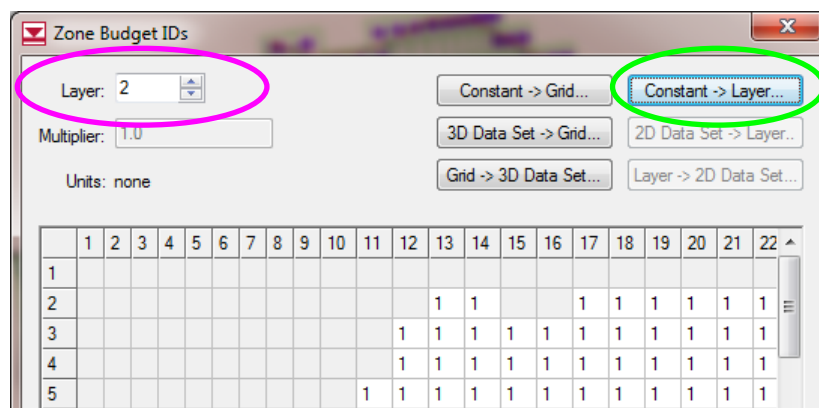 Zone Budget IDs x
Layer: 2 Constant -> Grid... Constant -> Layer...
Multiplier: 1.0 3D Data Set -> Grid... 2D Data Set -> Layer..
Units: none Grid -> 3D Data Set... Layer -> 2D Data Set...
1 2 3 4 5 6 7 8 9 10 11 12 13 14 15 16 17 18 19 20 21 22
1
2 1 1 1 1 1 1 1 1
3 1 1 1 1 1 1 1 1 1 1 1
4 1 1 1 1 1 1 1 1 1 1 1
5 1 1 1 1 1 1 1 1 1 1 1 1